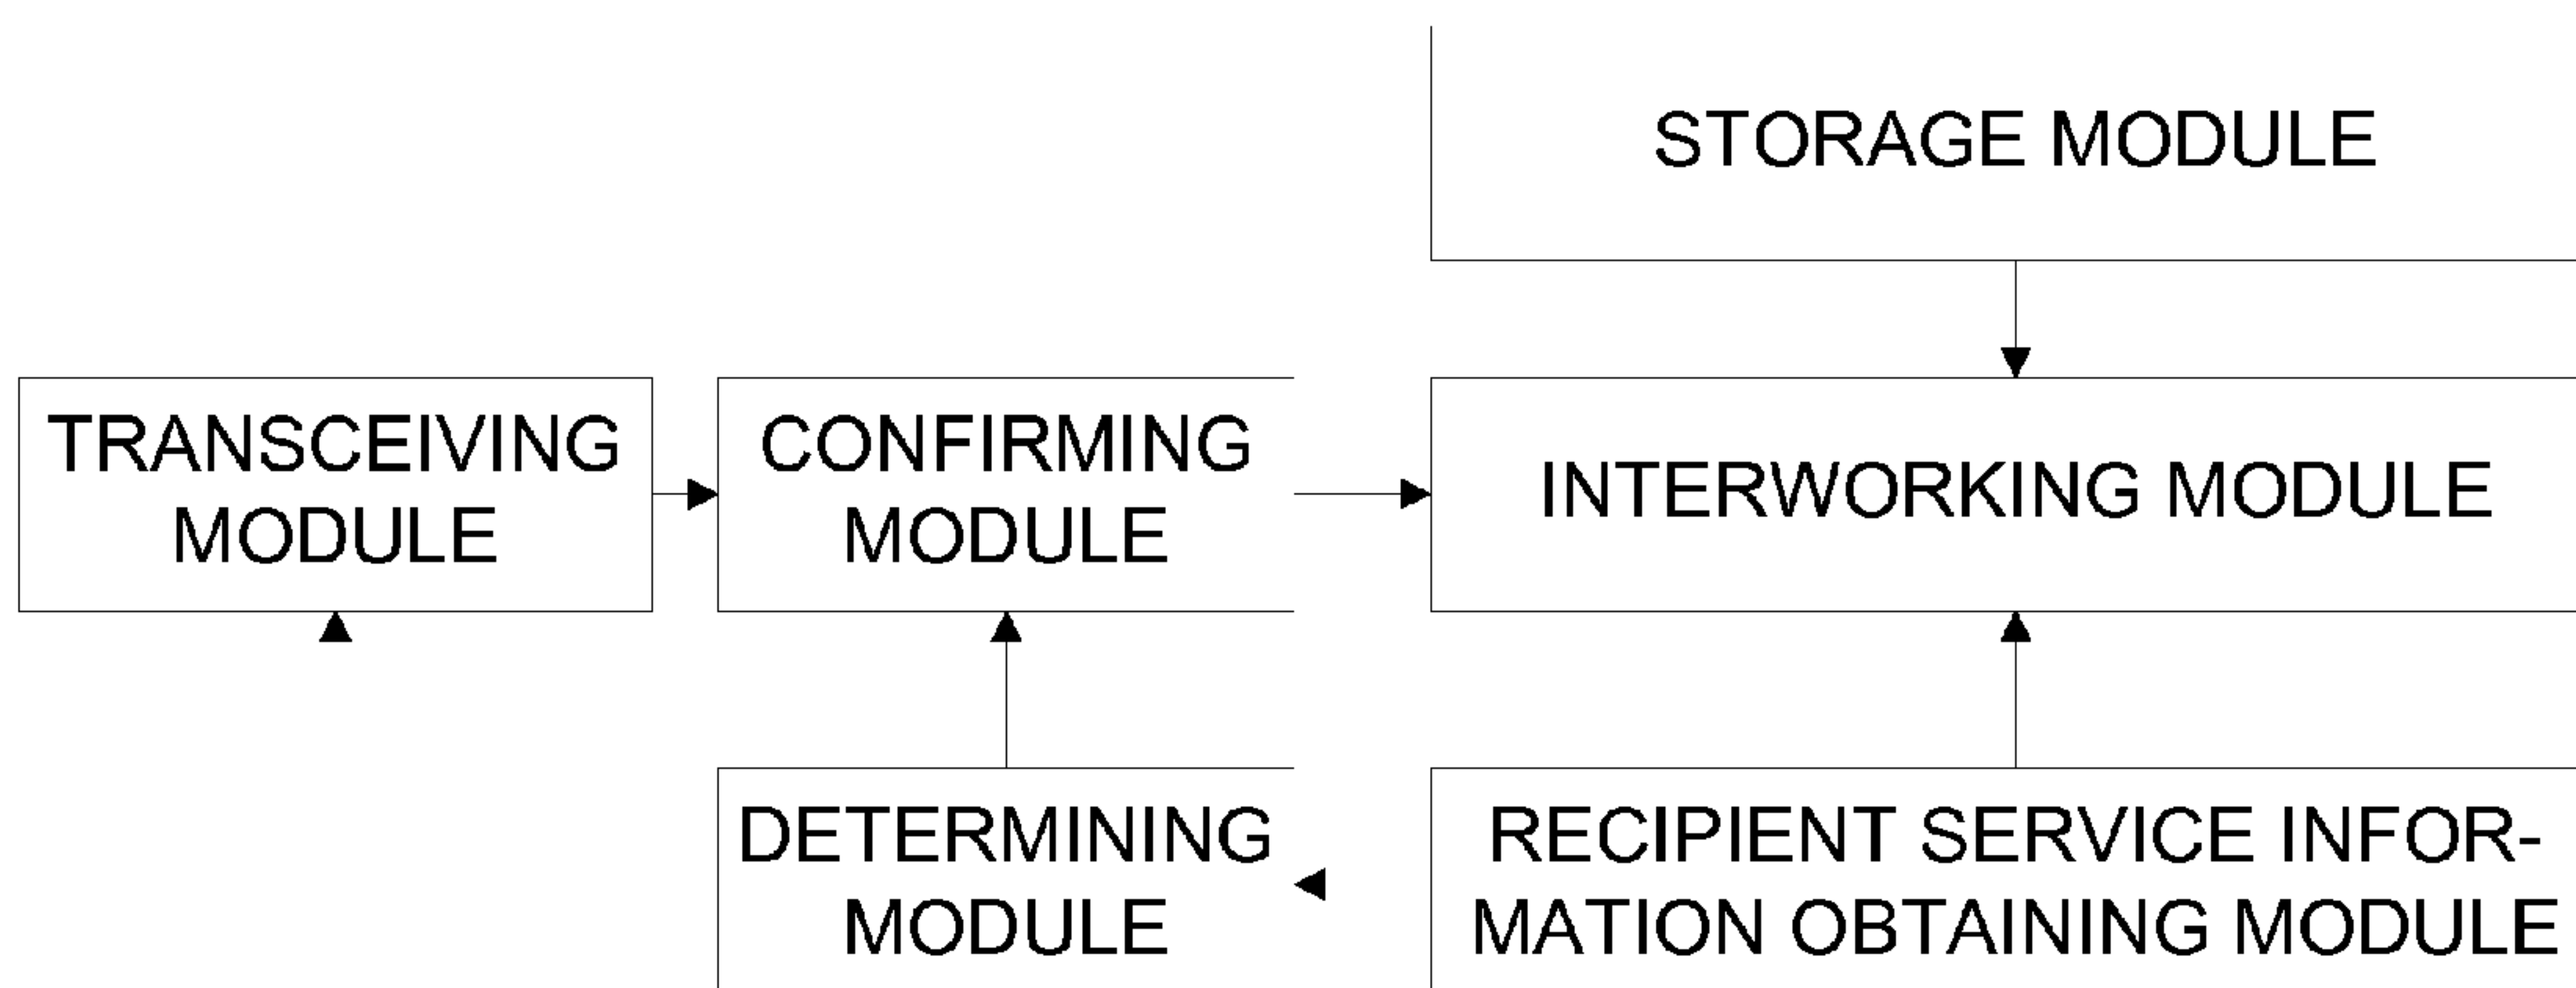 STORAGE MODULE
TRANSCEIVING
MODULE
CONFIRMING
MODULE
INTERWORKING MODULE
DETERMINING
MODULE
RECIPIENT SERVICE INFOR-
MATION OBTAINING MODULE